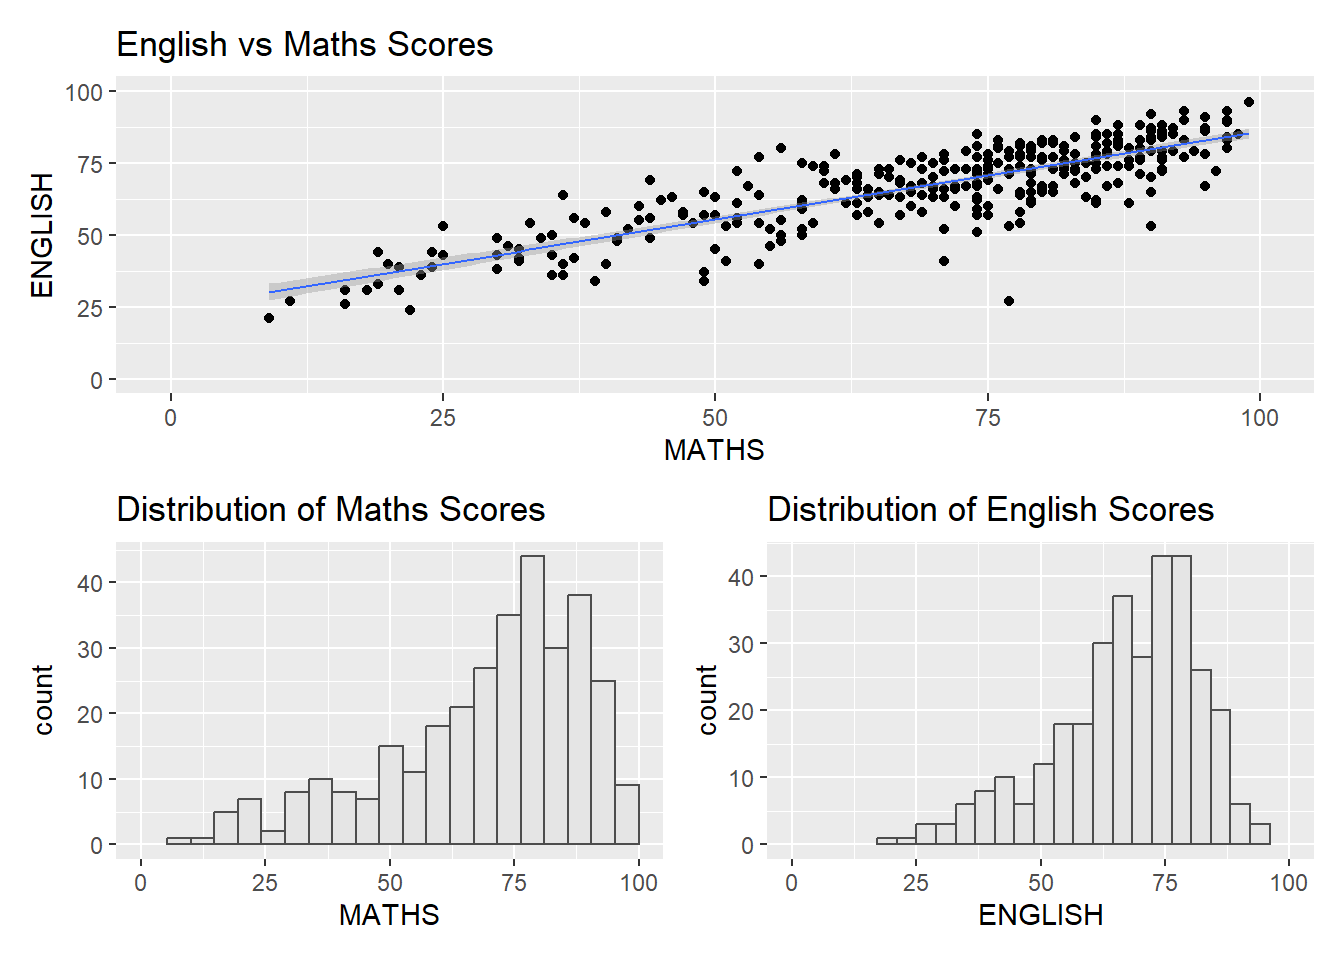 English vs Maths Scores
100
75
50
25
0
ENGLISH
0 25 50 75 100
MATHS
Distribution of Maths Scores
40
30
20
10
0
count
0 25 50 75 100
MATHS
Distribution of English Scores
40
30
20
10
0
count
0 25 50 75 100
ENGLISH